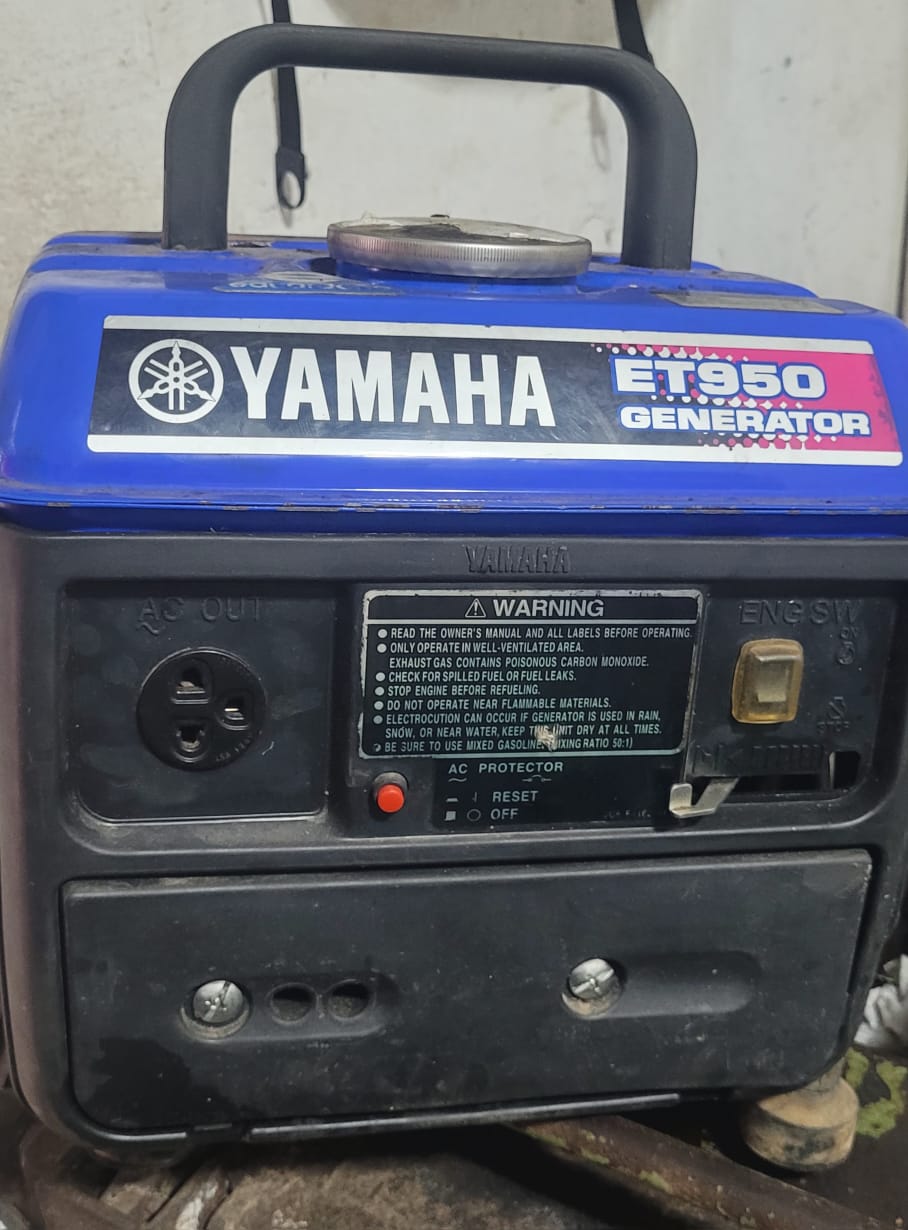 YAMAHA
ET950
GENERATOR
YAMAHA
AC OUT
WARNING
● READ THE OWNER'S MANUAL AND ALL LABELS BEFORE OPERATING.
● ONLY OPERATE IN WELL-VENTILATED AREA.
EXHAUST GAS CONTAINS POISONOUS CARBON MONOXIDE.
● CHECK FOR SPILLED FUEL OR FUEL LEAKS.
● STOP ENGINE BEFORE REFUELING.
● DO NOT OPERATE NEAR FLAMMABLE MATERIALS.
● ELECTROCUTION CAN OCCUR IF GENERATOR IS USED IN RAIN,
SNOW, OR NEAR WATER, KEEP THIS UNIT DRY AT ALL TIMES.
● BE SURE TO USE MIXED GASOLINE (MIXING RATIO 50:1)
ENG SW
ON
STOP
AC PROTECTOR
RESET
OFF